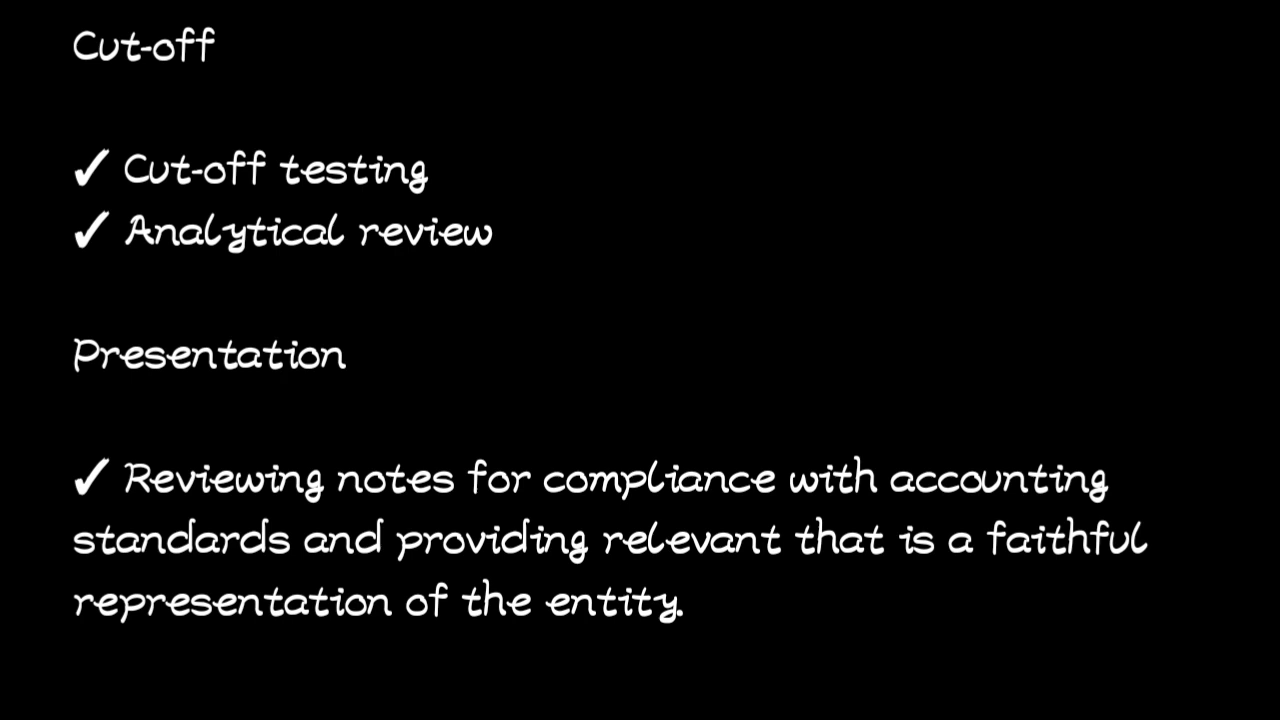 Cut-off
✓ Cut-off testing
✓ Analytical review
Presentation
✓ Reviewing notes for compliance with accounting
standards and providing relevant that is a faithful
representation of the entity.